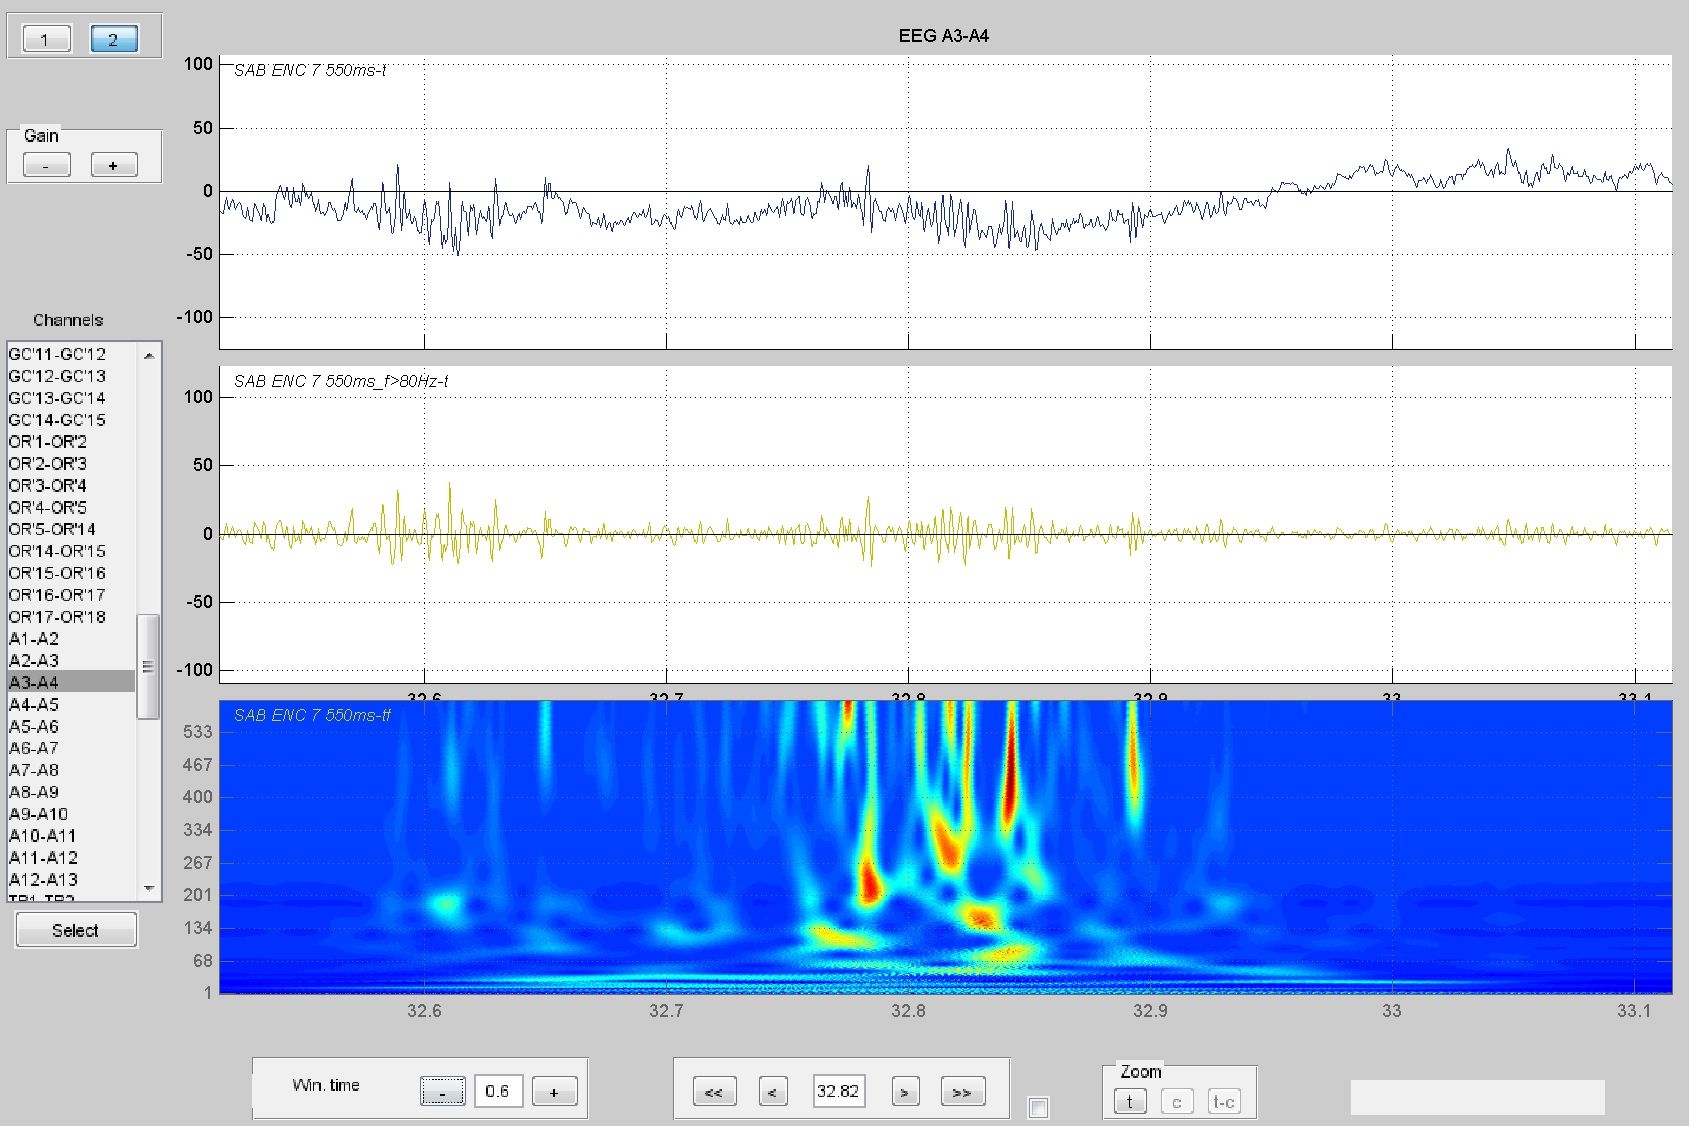 1
2
EEG A3-A4
SAB ENC 7 550ms-t
100
50
0
-50
-100
Gain
-
+
Channels
GC'11-GC'12
GC'12-GC'13
GC'13-GC'14
GC'14-GC'15
OR'1-OR'2
OR'2-OR'3
OR'3-OR'4
OR'4-OR'5
OR'5-OR'14
OR'14-OR'15
OR'15-OR'16
OR'16-OR'17
OR'17-OR'18
A1-A2
A2-A3
A3-A4
A4-A5
A5-A6
A6-A7
A7-A8
A8-A9
A9-A10
A10-A11
A11-A12
A12-A13
Select
SAB ENC 7 550ms_f>80Hz-t
100
50
0
-50
-100
32.6 32.7 32.8 32.9 33 33.1
SAB ENC 7 550ms-tf
533
467
400
334
267
201
134
68
1
32.6 32.7 32.8 32.9 33 33.1
Win. time
-
0.6
+
<<
<
32.82
>
>>
Zoom
t
c
t-c